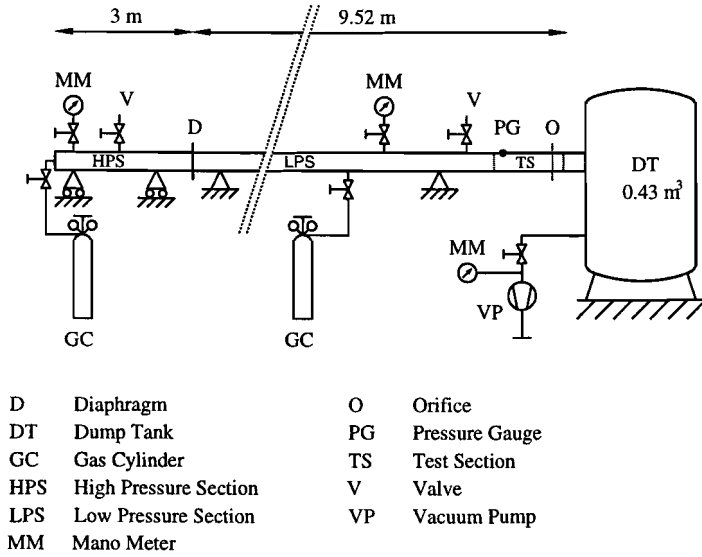 3 m 9.52 m
MM V MM V
D PG O
HPS LPS TS DT
0.43 m³
MM
VP
GC GC
D Diaphragm O Orifice
DT Dump Tank PG Pressure Gauge
GC Gas Cylinder TS Test Section
HPS High Pressure Section V Valve
LPS Low Pressure Section VP Vacuum Pump
MM Mano Meter